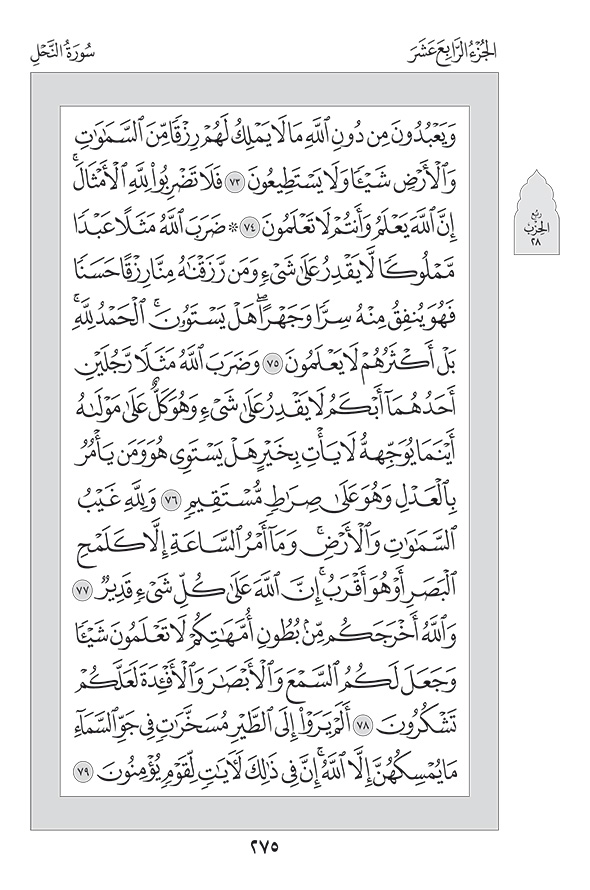 الجُزْءُ الرَّابِعَ عَشَرَ
سُورَةُ النَّحْلِ
وَيَعْبُدُونَ مِن دُونِ ٱللَّهِ مَا لَا يَمْلِكُ لَهُمْ رِزْقًا مِّنَ ٱلسَّمَٰوَٰتِ
وَٱلْأَرْضِ شَيْـًٔا وَلَا يَسْتَطِيعُونَ ٧٣ فَلَا تَضْرِبُوا۟ لِلَّهِ ٱلْأَمْثَالَ ۚ
إِنَّ ٱللَّهَ يَعْلَمُ وَأَنتُمْ لَا تَعْلَمُونَ ٧٤ * ضَرَبَ ٱللَّهُ مَثَلًا عَبْدًا
مَّمْلُوكًا لَّا يَقْدِرُ عَلَىٰ شَىْءٍ وَمَن رَّزَقْنَٰهُ مِنَّا رِزْقًا حَسَنًا
فَهُوَ يُنفِقُ مِنْهُ سِرًّا وَجَهْرًا ۖ هَلْ يَسْتَوُۥنَ ۚ ٱلْحَمْدُ لِلَّهِ ۚ
بَلْ أَكْثَرُهُمْ لَا يَعْلَمُونَ ٧٥ وَضَرَبَ ٱللَّهُ مَثَلًا رَّجُلَيْنِ
أَحَدُهُمَآ أَبْكَمُ لَا يَقْدِرُ عَلَىٰ شَىْءٍ وَهُوَ كَلٌّ عَلَىٰ مَوْلَىٰهُ
أَيْنَمَا يُوَجِّههُّ لَا يَأْتِ بِخَيْرٍ هَلْ يَسْتَوِى هُوَ وَمَن يَأْمُرُ
بِٱلْعَدْلِ وَهُوَ عَلَىٰ صِرَٰطٍ مُّسْتَقِيمٍ ٧٦ وَلِلَّهِ غَيْبُ
ٱلسَّمَٰوَٰتِ وَٱلْأَرْضِ ۚ وَمَآ أَمْرُ ٱلسَّاعَةِ إِلَّا كَلَمْحِ
ٱلْبَصَرِ أَوْ هُوَ أَقْرَبُ ۚ إِنَّ ٱللَّهَ عَلَىٰ كُلِّ شَىْءٍ قَدِيرٌ ٧٧
وَٱللَّهُ أَخْرَجَكُم مِّنۢ بُطُونِ أُمَّهَٰتِكُمْ لَا تَعْلَمُونَ شَيْـًٔا
وَجَعَلَ لَكُمُ ٱلسَّمْعَ وَٱلْأَبْصَٰرَ وَٱلْأَفْـِٔدَةَ لَعَلَّكُمْ
تَشْكُرُونَ ٧٨ أَلَمْ يَرَوْا۟ إِلَى ٱلطَّيْرِ مُسَخَّرَٰتٍ فِى جَوِّ ٱلسَّمَآءِ
مَا يُمْسِكُهُنَّ إِلَّا ٱللَّهُ ۗ إِنَّ فِى ذَٰلِكَ لَـَٔايَٰتٍ لِّقَوْمٍ يُؤْمِنُونَ ٧٩
رُبْع
الحِزْب
٢٨
٢٧٥